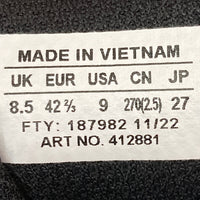 MADE IN VIETNAM
UK EUR USA CN JP
8.5 42⅔ 9 270(2.5) 27
FTY: 187982 11/22
ART NO. 412881